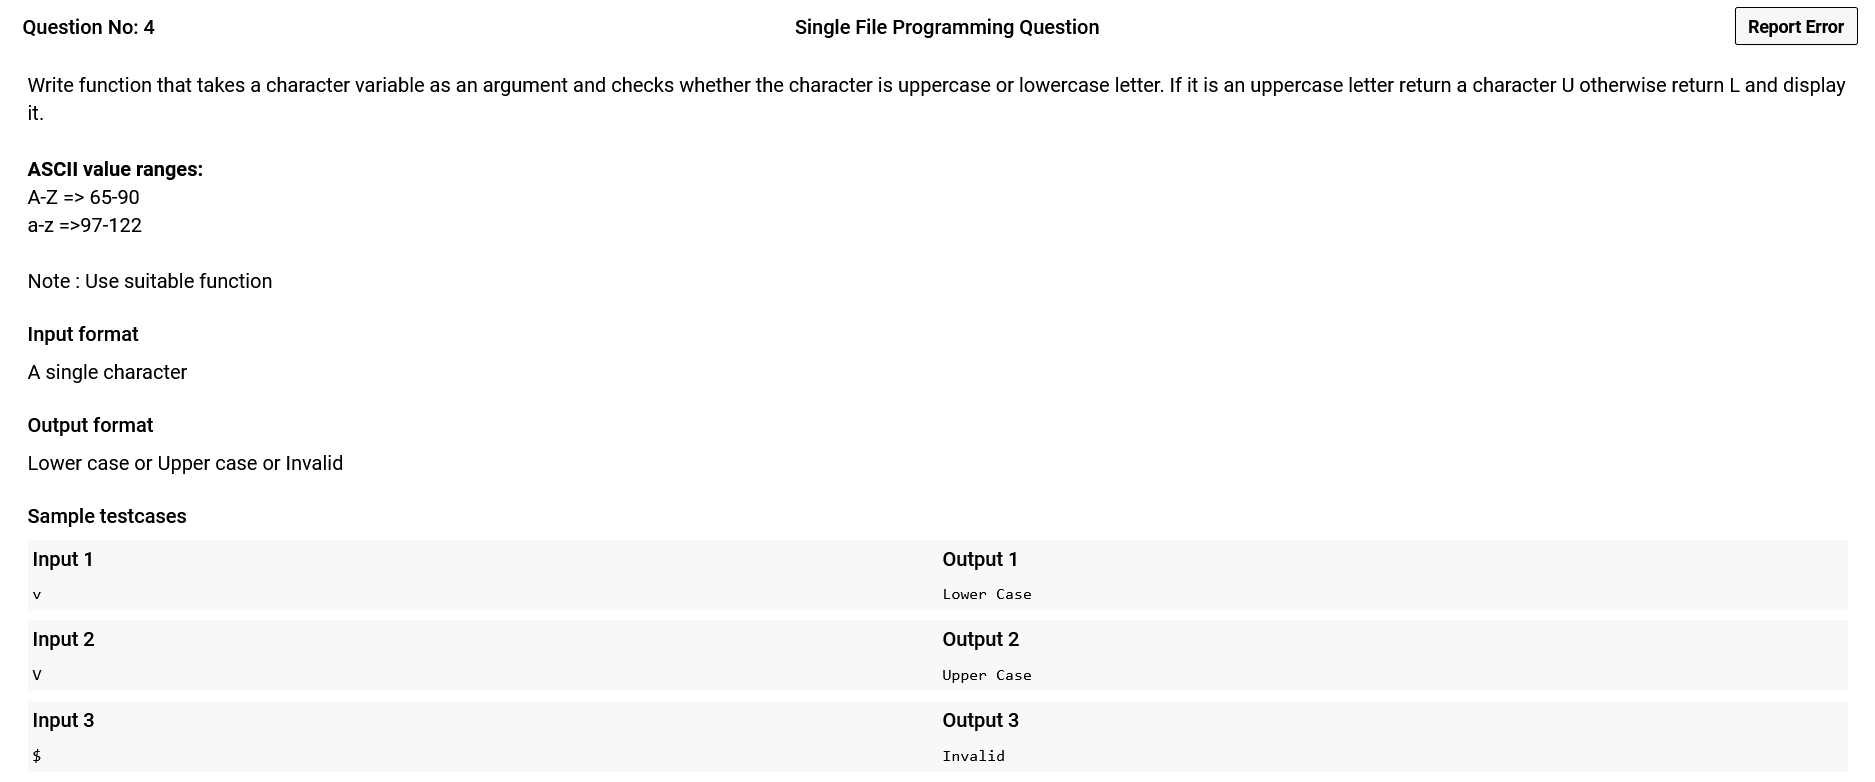 Question No: 4
Single File Programming Question
Report Error
Write function that takes a character variable as an argument and checks whether the character is uppercase or lowercase letter. If it is an uppercase letter return a character U otherwise return L and display
it.
ASCII value ranges:
A-Z => 65-90
a-z =>97-122
Note : Use suitable function
Input format
A single character
Output format
Lower case or Upper case or Invalid
Sample testcases
Input 1
Output 1
v
Lower Case
Input 2
Output 2
V
Upper Case
Input 3
Output 3
$
Invalid